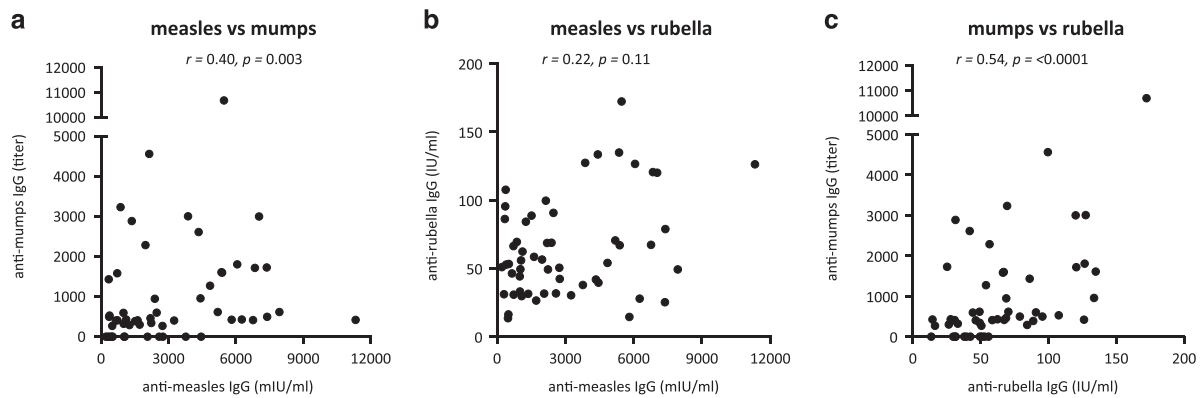 a
measles vs mumps
r = 0.40, p = 0.003
anti-mumps IgG (titer)
12000
11000
10000
5000
4000
3000
2000
1000
0
0 3000 6000 9000 12000
anti-measles IgG (mIU/ml)
b
measles vs rubella
r = 0.22, p = 0.11
anti-rubella IgG (IU/ml)
200
150
100
50
0
0 3000 6000 9000 12000
anti-measles IgG (mIU/ml)
c
mumps vs rubella
r = 0.54, p = <0.0001
anti-mumps IgG (titer)
12000
11000
10000
5000
4000
3000
2000
1000
0
0 50 100 150 200
anti-rubella IgG (IU/ml)